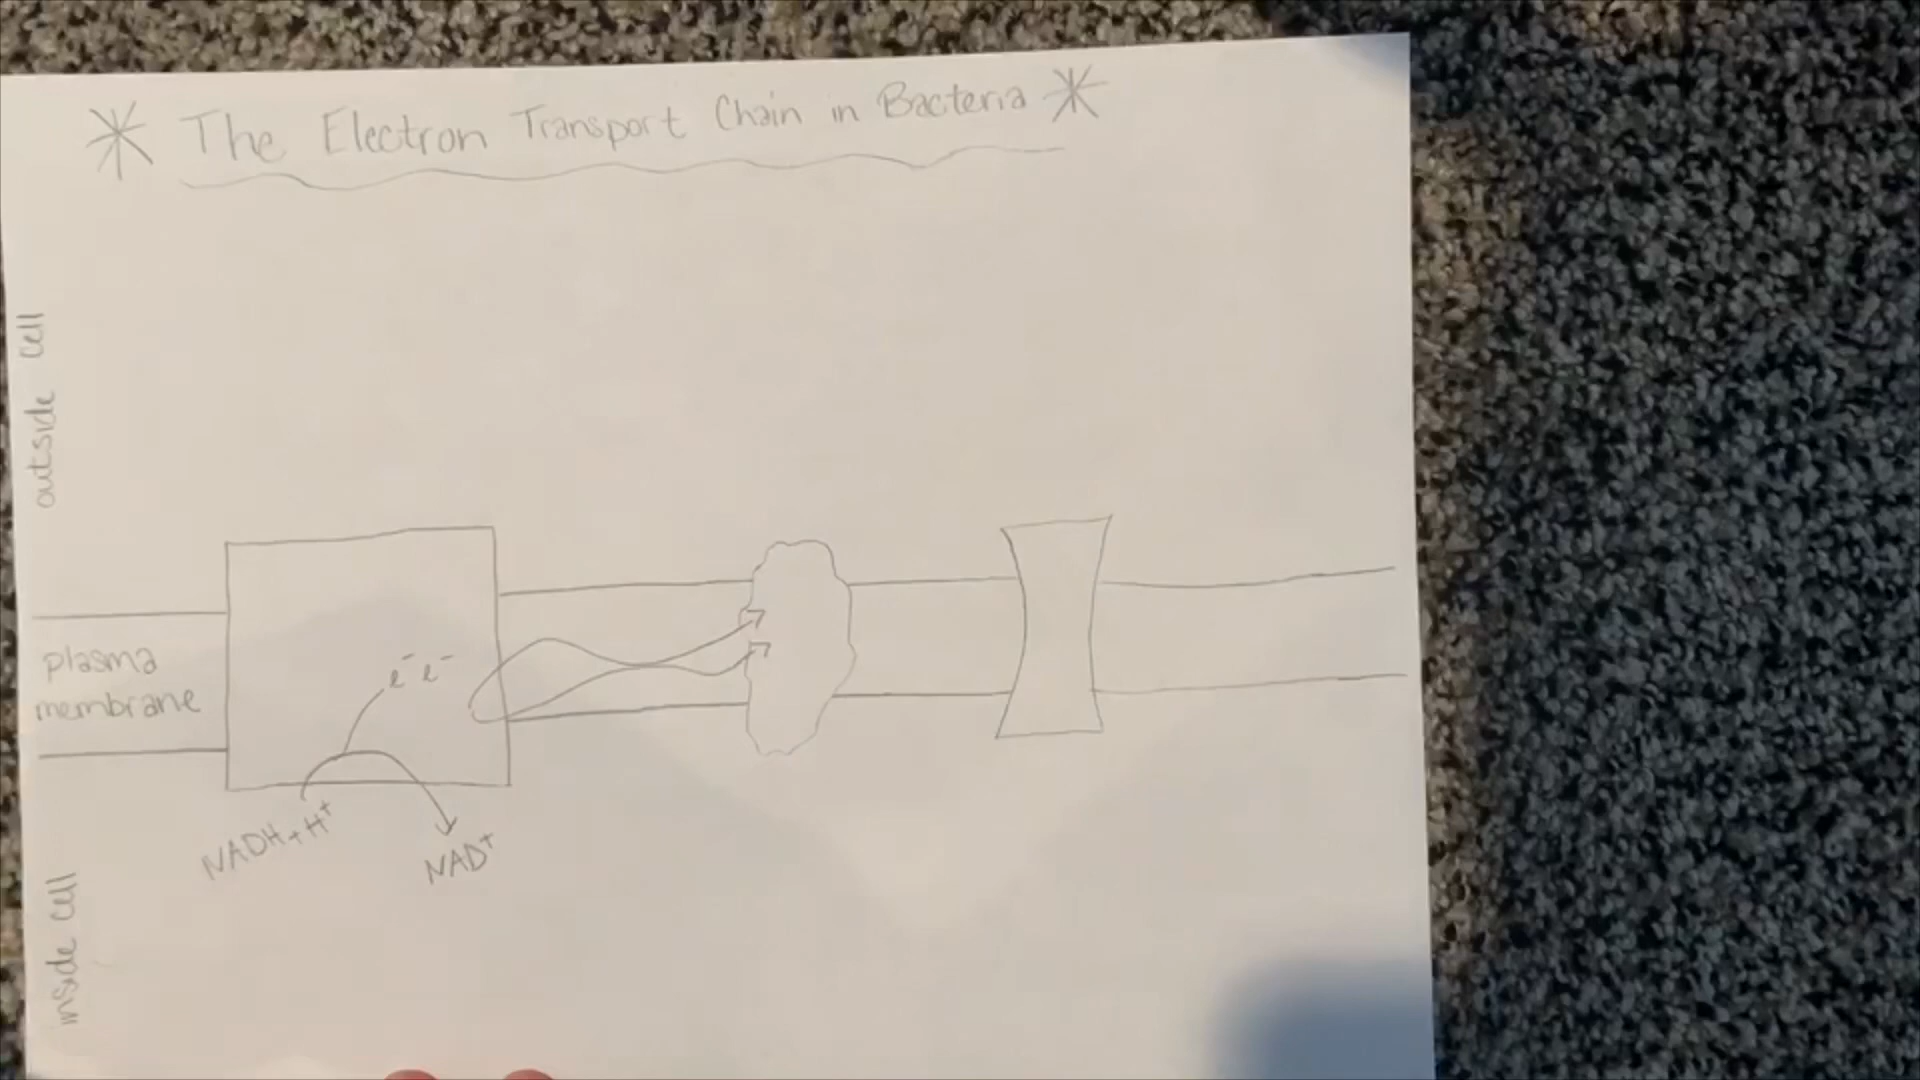 The Electron Transport Chain in Bacteria
outside cell
plasma
membrane
e⁻ e⁻
NADH + H⁺
NAD⁺
inside cell